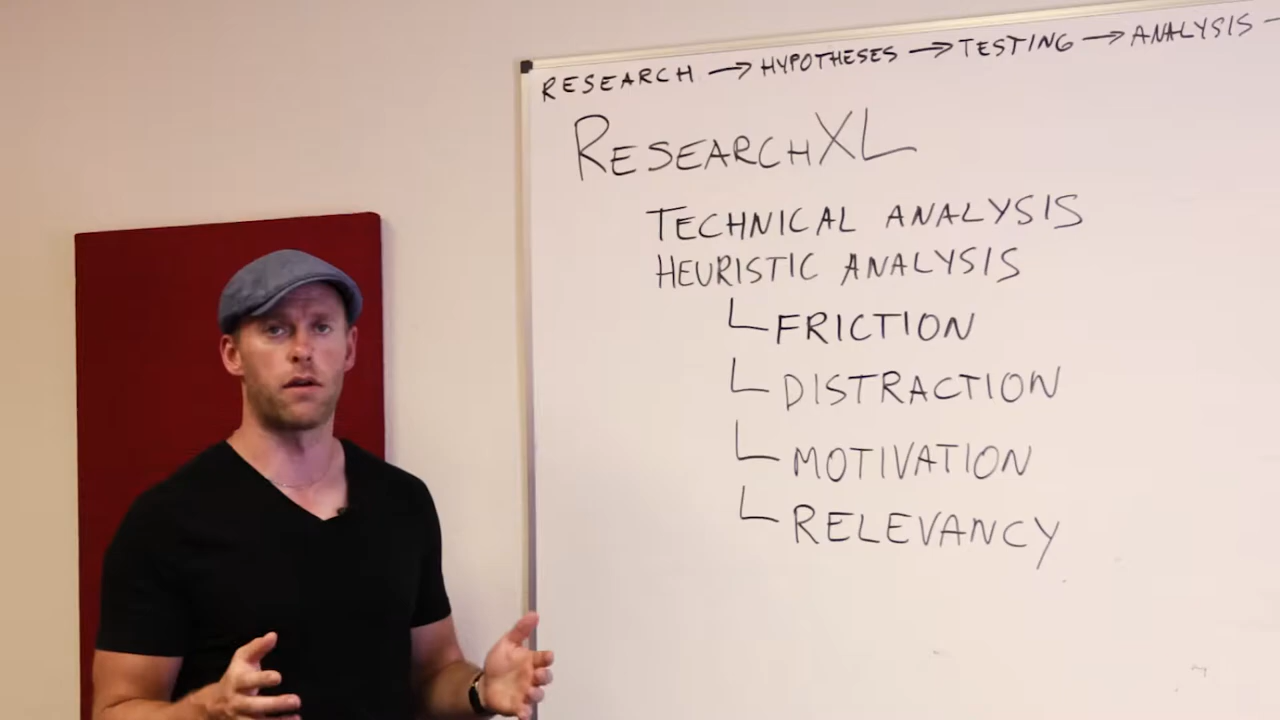 RESEARCH → HYPOTHESES → TESTING → ANALYSIS -
RESEARCHXL
TECHNICAL ANALYSIS
HEURISTIC ANALYSIS
FRICTION
DISTRACTION
MOTIVATION
RELEVANCY